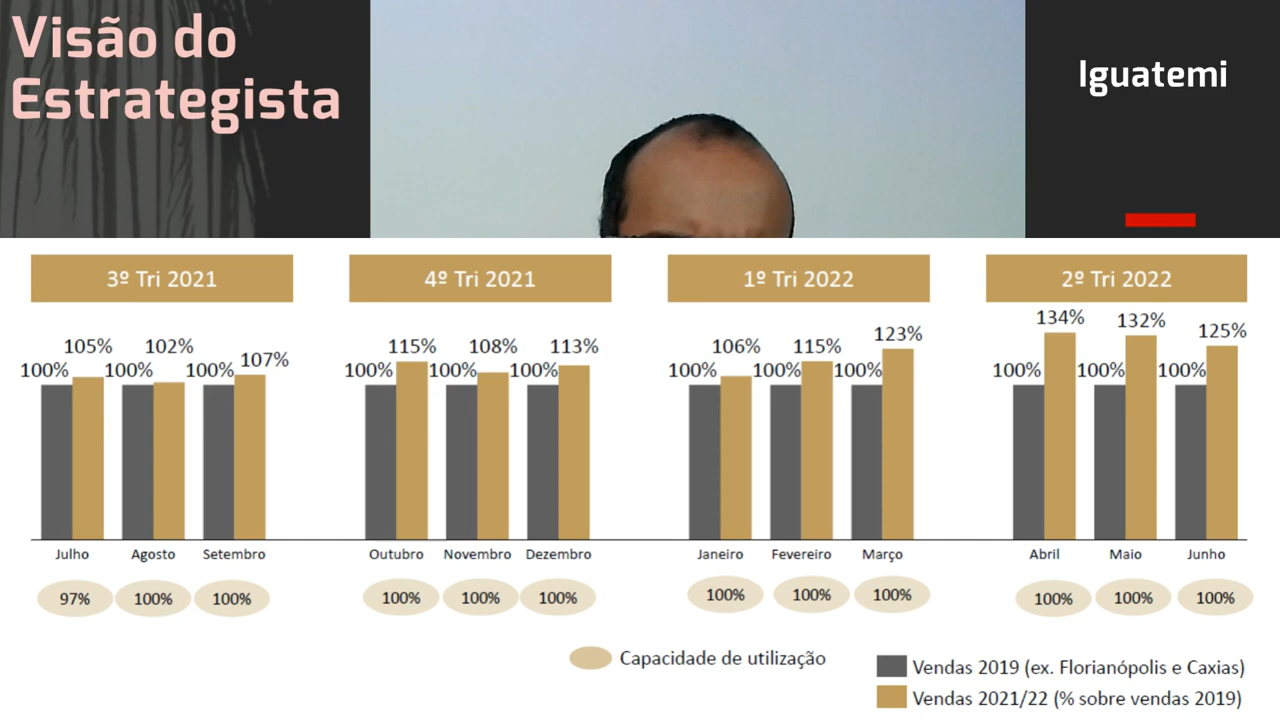 Visão do
Estrategista
Iguatemi
3º Tri 2021
4º Tri 2021
1º Tri 2022
2º Tri 2022
100% 105% 100% 102% 100% 107%
100% 115% 100% 108% 100% 113%
100% 106% 100% 115% 100% 123%
100% 134% 100% 132% 100% 125%
Julho Agosto Setembro
Outubro Novembro Dezembro
Janeiro Fevereiro Março
Abril Maio Junho
97% 100% 100%
100% 100% 100%
100% 100% 100%
100% 100% 100%
Capacidade de utilização
Vendas 2019 (ex. Florianópolis e Caxias)
Vendas 2021/22 (% sobre vendas 2019)